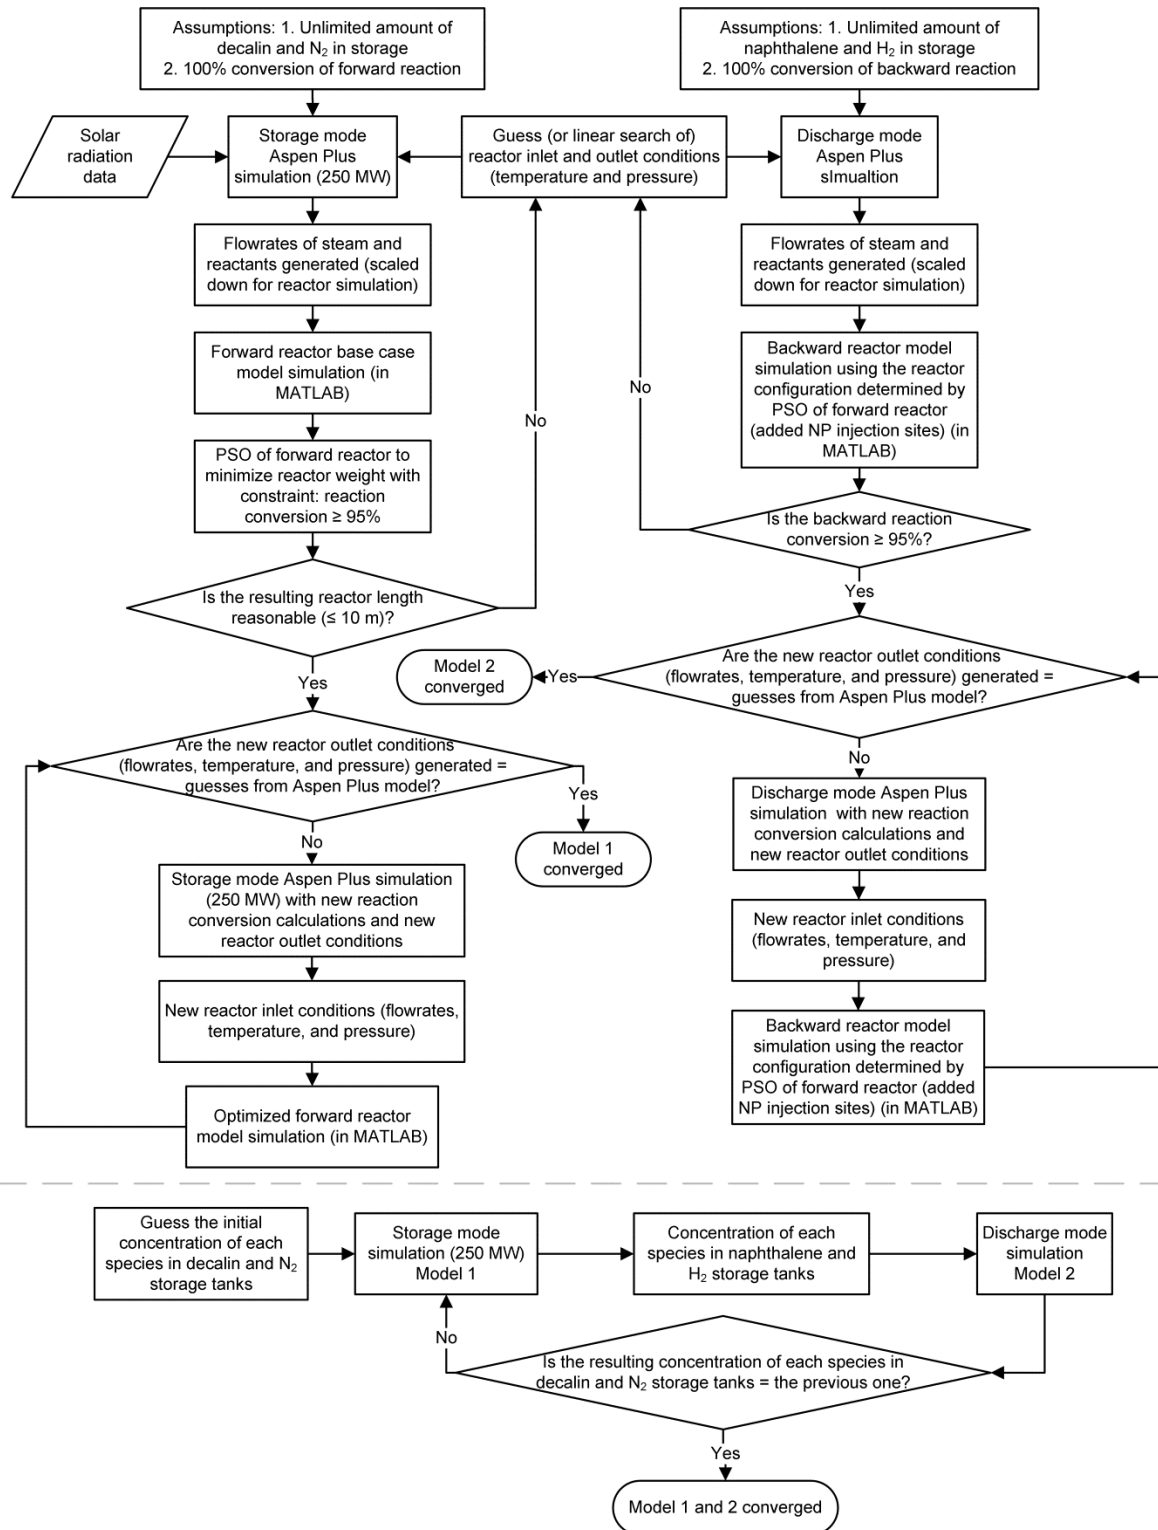 Assumptions: 1. Unlimited amount of
decalin and N₂ in storage
2. 100% conversion of forward reaction
Assumptions: 1. Unlimited amount of
naphthalene and H₂ in storage
2. 100% conversion of backward reaction
Solar
radiation
data
Storage mode
Aspen Plus
simulation (250 MW)
Guess (or linear search of)
reactor inlet and outlet conditions
(temperature and pressure)
Discharge mode
Aspen Plus
sImualtion
Flowrates of steam and
reactants generated (scaled
down for reactor simulation)
Flowrates of steam and
reactants generated (scaled
down for reactor simulation)
Forward reactor base case
model simulation (in
MATLAB)
Backward reactor model
simulation using the reactor
configuration determined by
PSO of forward reactor
(added NP injection sites) (in
MATLAB)
No
No
PSO of forward reactor to
minimize reactor weight with
constraint: reaction
conversion ≥ 95%
Is the backward reaction
conversion ≥ 95%?
Is the resulting reactor length
reasonable (≤ 10 m)?
Yes
Yes
Model 2
converged
Yes
Are the new reactor outlet conditions
(flowrates, temperature, and pressure) generated =
guesses from Aspen Plus model?
Are the new reactor outlet conditions
(flowrates, temperature, and pressure) generated =
guesses from Aspen Plus model?
No
Yes
Discharge mode Aspen Plus
simulation with new reaction
conversion calculations and
new reactor outlet conditions
No
Model 1
converged
Storage mode Aspen Plus simulation
(250 MW) with new reaction
conversion calculations and new
reactor outlet conditions
New reactor inlet conditions
(flowrates, temperature, and
pressure)
New reactor inlet conditions (flowrates,
temperature, and pressure)
Backward reactor model
simulation using the reactor
configuration determined by
PSO of forward reactor (added
NP injection sites) (in MATLAB)
Optimized forward reactor
model simulation (in MATLAB)
Guess the initial
concentration of each
species in decalin and N₂
storage tanks
Storage mode
simulation (250 MW)
Model 1
Concentration of each
species in naphthalene and
H₂ storage tanks
Discharge mode
simulation
Model 2
No
Is the resulting concentration of each species in
decalin and N₂ storage tanks = the previous one?
Yes
Model 1 and 2 converged